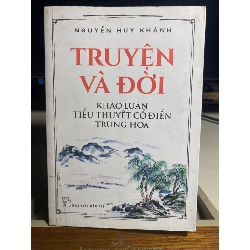 NGUYỄN HUY KHÁNH
TRUYỆN
VÀ ĐỜI
KHẢO LUẬN
TIỂU THUYẾT CỔ ĐIỂN
TRUNG HOA